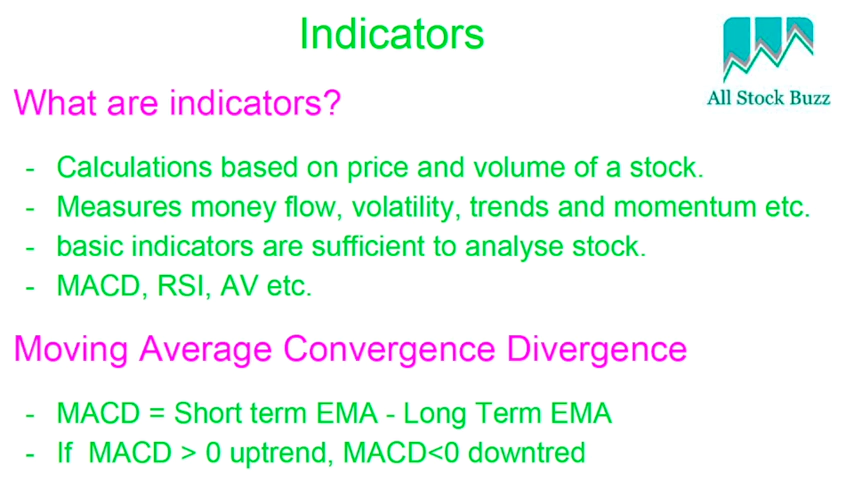 Indicators
All Stock Buzz
What are indicators?
- Calculations based on price and volume of a stock.
- Measures money flow, volatility, trends and momentum etc.
- basic indicators are sufficient to analyse stock.
- MACD, RSI, AV etc.
Moving Average Convergence Divergence
- MACD = Short term EMA - Long Term EMA
- If MACD > 0 uptrend, MACD<0 downtred